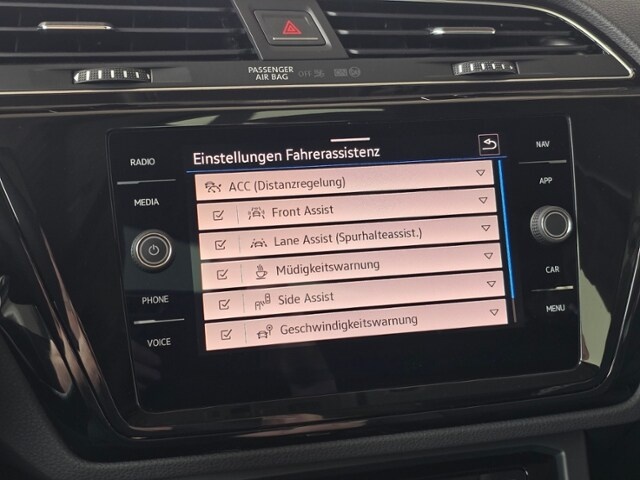 PASSENGER
AIR BAG OFF
RADIO
MEDIA
PHONE
VOICE
Einstellungen Fahrerassistenz
ACC (Distanzregelung)
Front Assist
Lane Assist (Spurhalteassist.)
Müdigkeitswarnung
Side Assist
Geschwindigkeitswarnung
NAV
APP
CAR
MENU